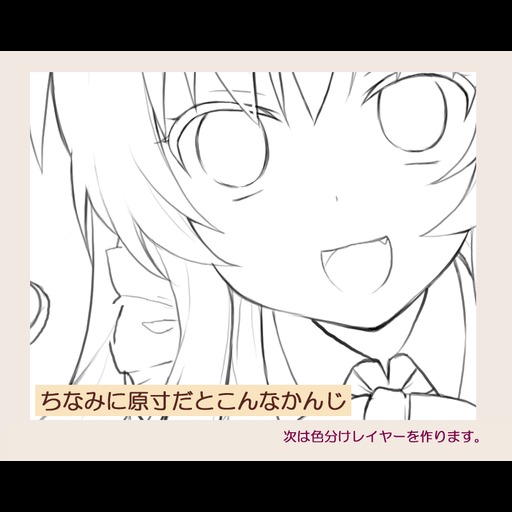 ちなみに原寸だとこんなかんじ
次は色分けレイヤーを作ります。